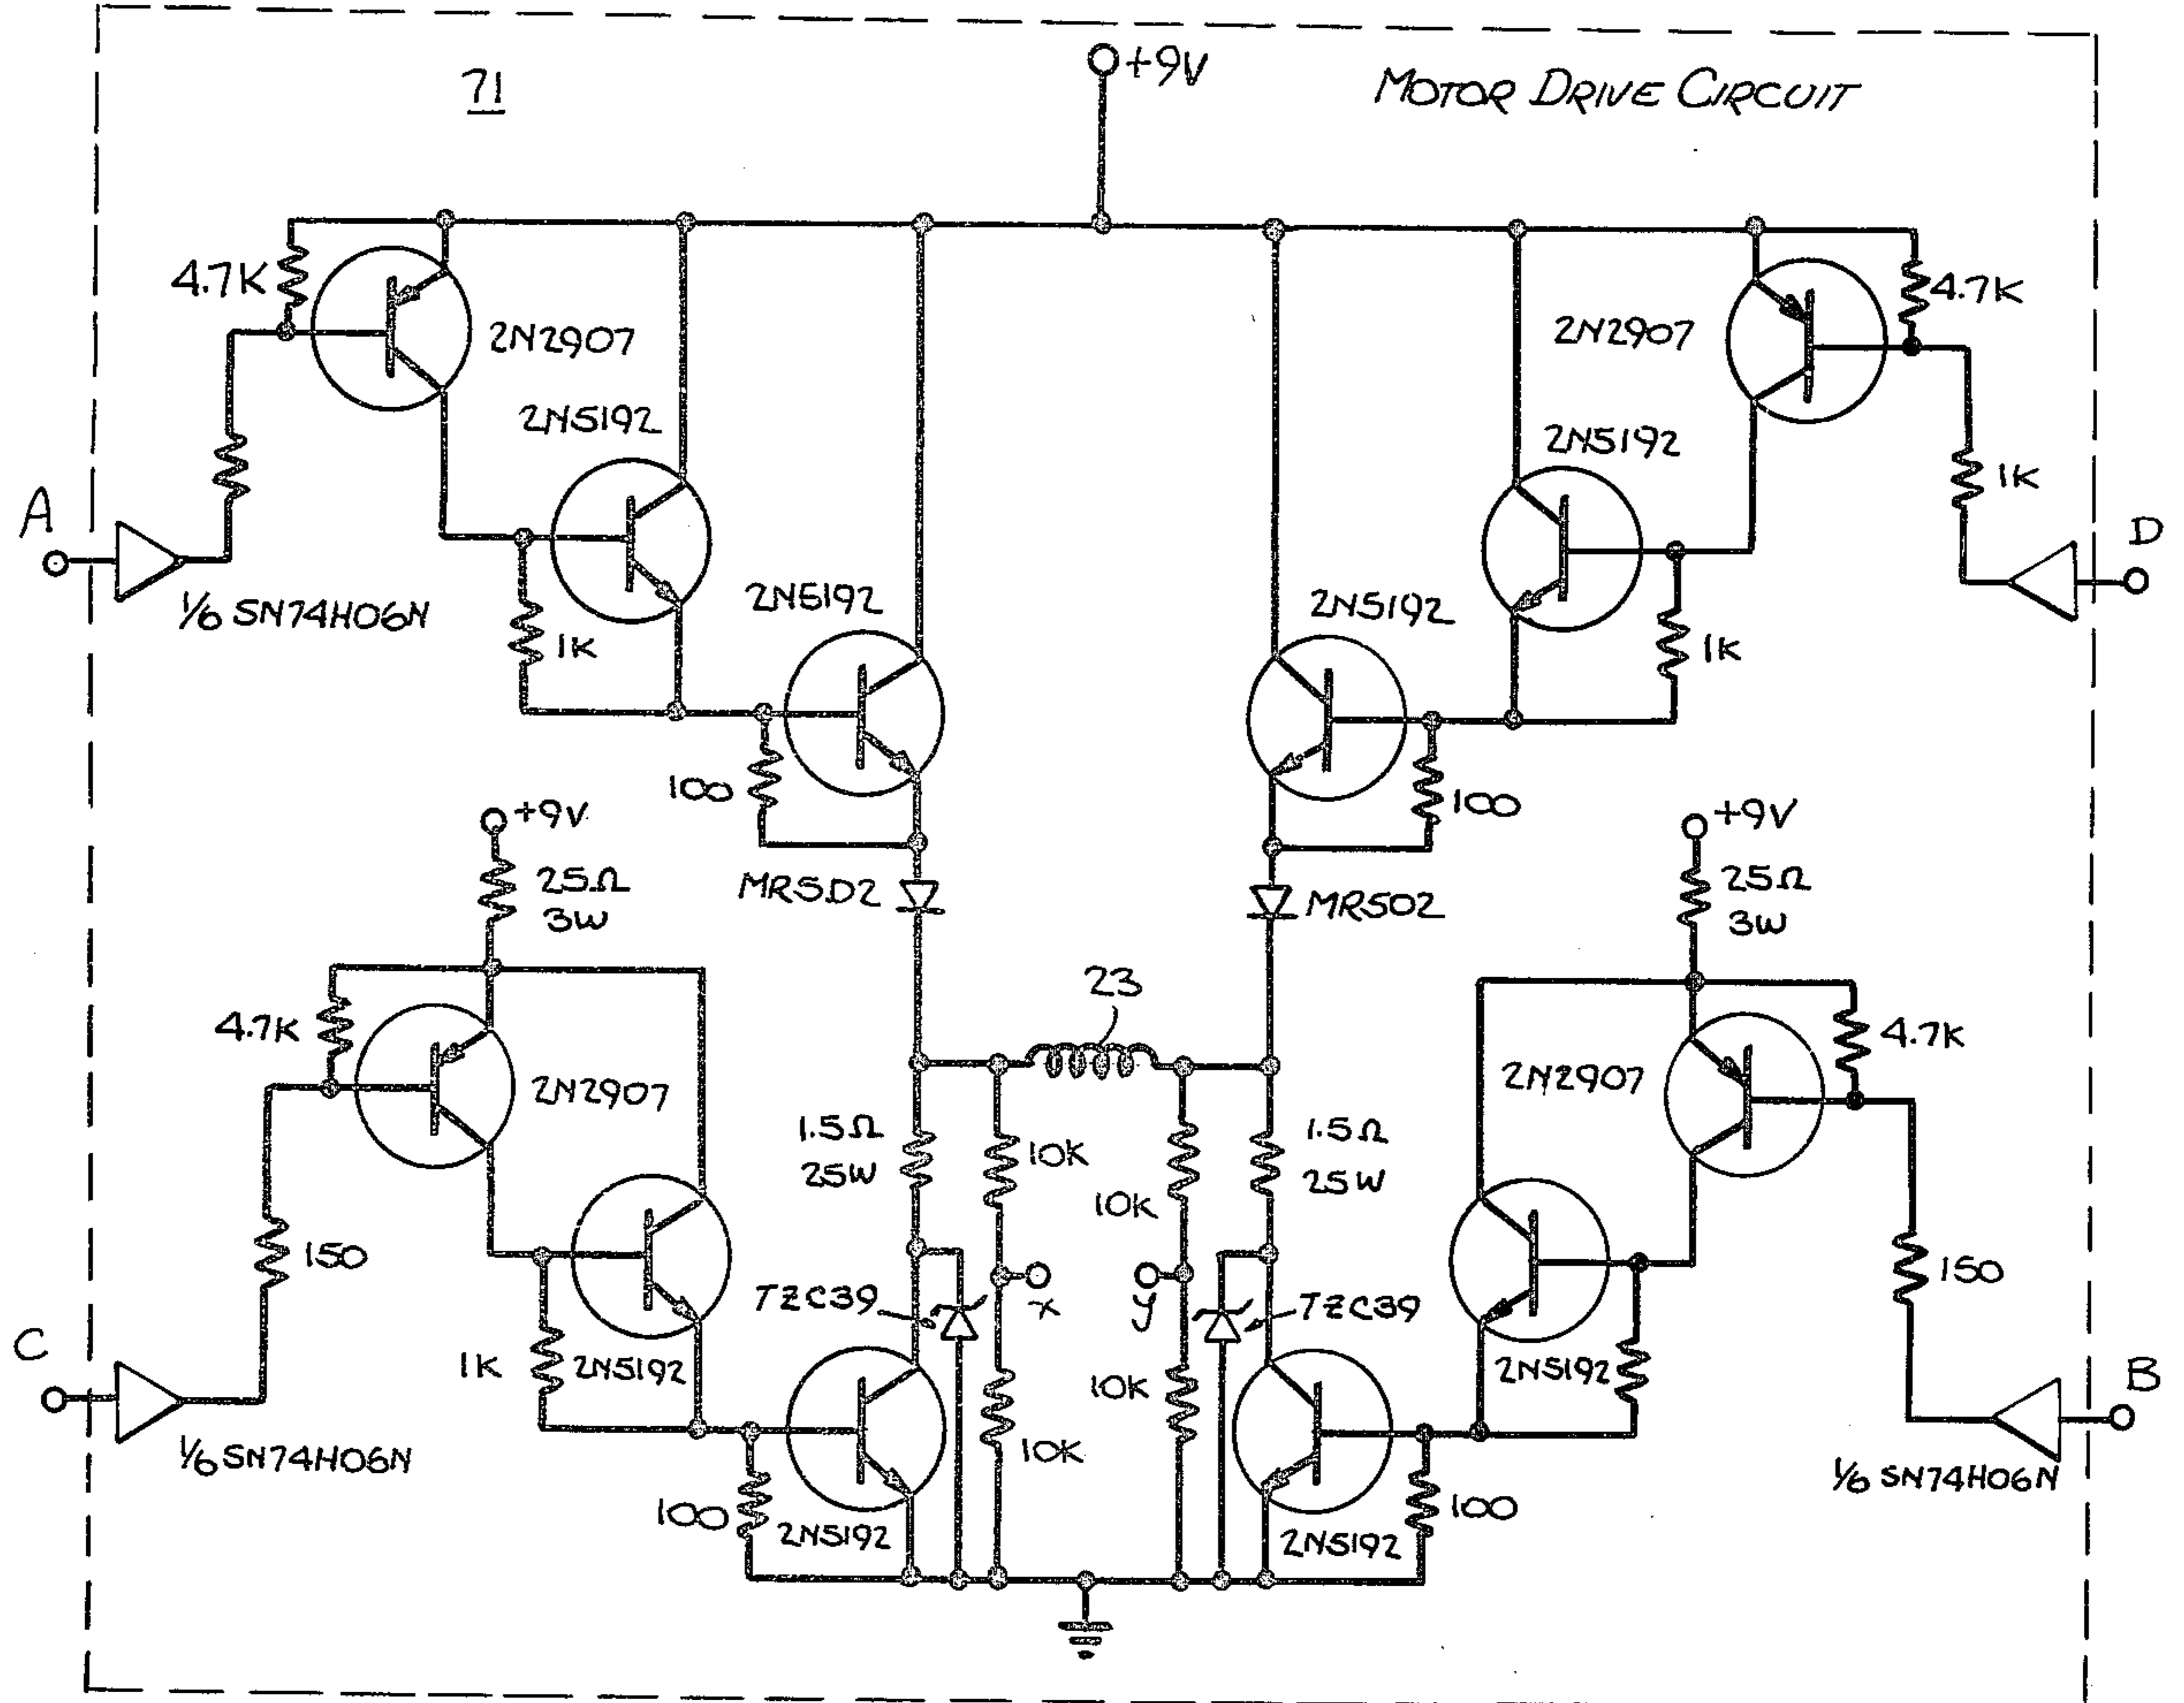 71
+9V
MOTOR DRIVE CIRCUIT
4.7K
2N2907
2N5192
A
1/6 SN74H06N
1K
2N5192
100
MR5D2
2N2907
4.7K
2N5192
1K
D
2N5192
1K
100
MR502
+9V
25Ω
3W
4.7K
2N2907
150
C
1/6 SN74H06N
1K
2N5192
100
2N5192
23
1.5Ω
25W
10K
TZC39
x
10K
10K
1.5Ω
25W
y
TZC39
10K
+9V
25Ω
3W
4.7K
2N2907
150
2N5192
B
1/6 SN74H06N
100
2N5192